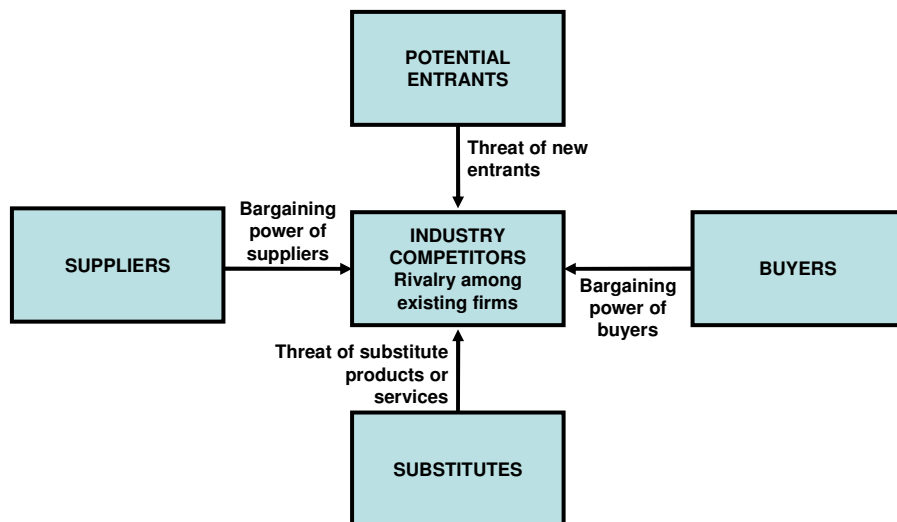 POTENTIAL
ENTRANTS
Threat of new
entrants
Bargaining
power of
suppliers
SUPPLIERS
INDUSTRY
COMPETITORS
Rivalry among
existing firms
BUYERS
Bargaining
power of
buyers
Threat of substitute
products or
services
SUBSTITUTES